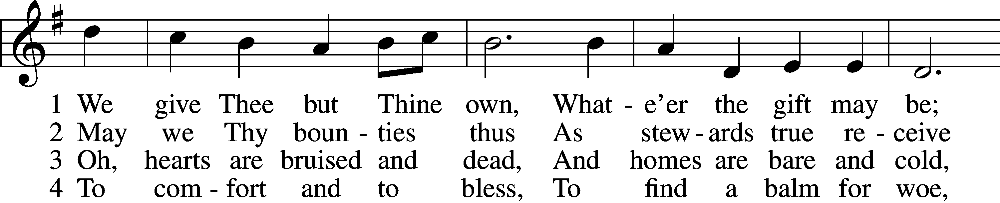 1 We give Thee but Thine own, What - e’er the gift may be;
2 May we Thy boun - ties thus As stew - ards true re - ceive
3 Oh, hearts are bruised and dead, And homes are bare and cold,
4 To com - fort and to bless, To find a balm for woe,